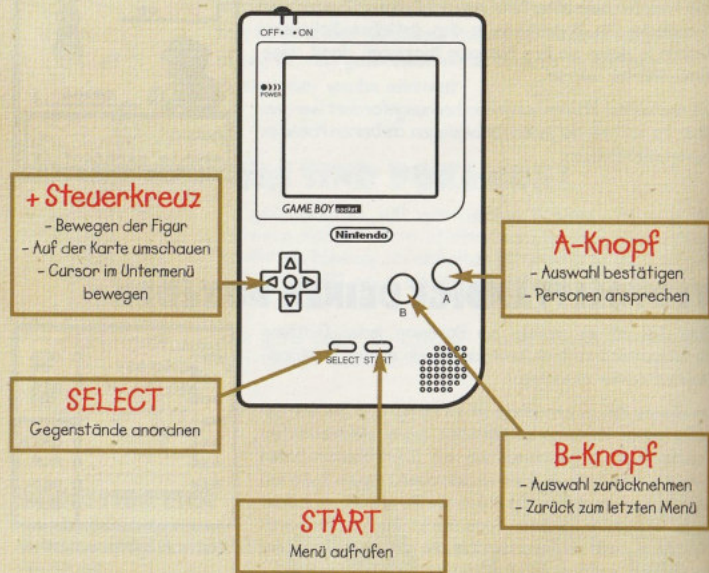 OFF • • ON
POWER
GAME BOY pocket
Nintendo
+ Steuerkreuz
- Bewegen der Figur
- Auf der Karte umschauen
- Cursor im Untermenü
bewegen
A-Knopf
- Auswahl bestätigen
- Personen ansprechen
A
B
SELECT START
SELECT
Gegenstände anordnen
B-Knopf
- Auswahl zurücknehmen
- Zurück zum letzten Menü
START
Menü aufrufen